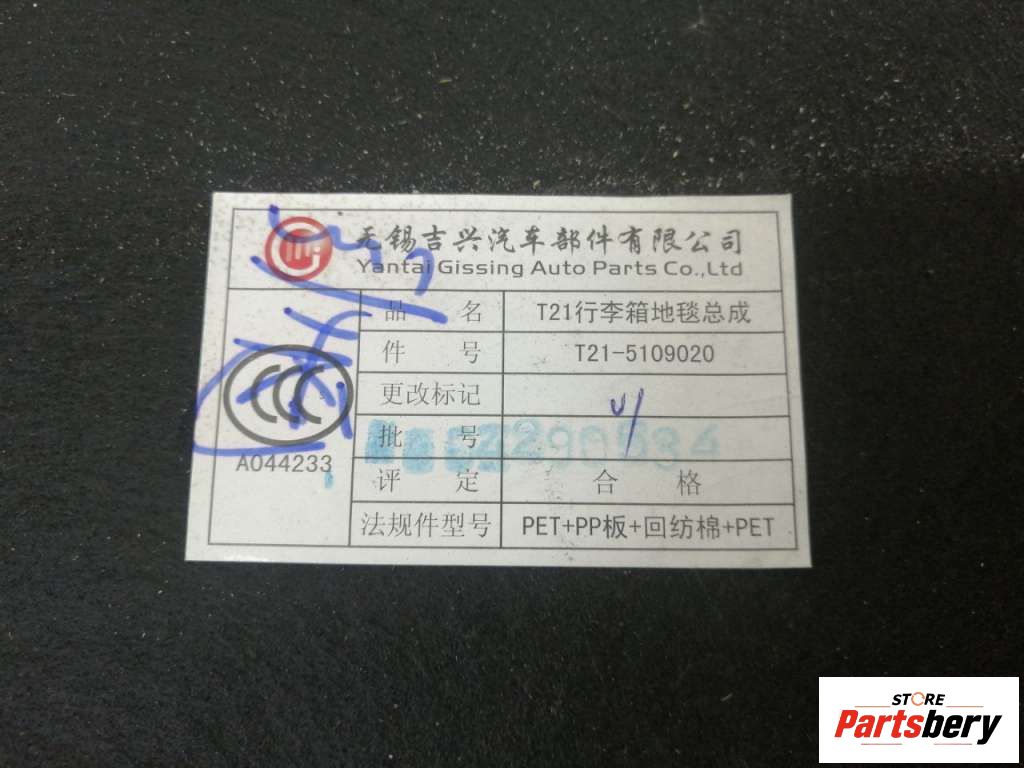 无锡吉兴汽车部件有限公司
Yantai Gissing Auto Parts Co.,Ltd
品 名 T21行李箱地毯总成
件 号 T21-5109020
更改标记
批 号
评 定 合 格
法规件型号 PET+PP板+回纺棉+PET
A044233
STORE
Partsbery